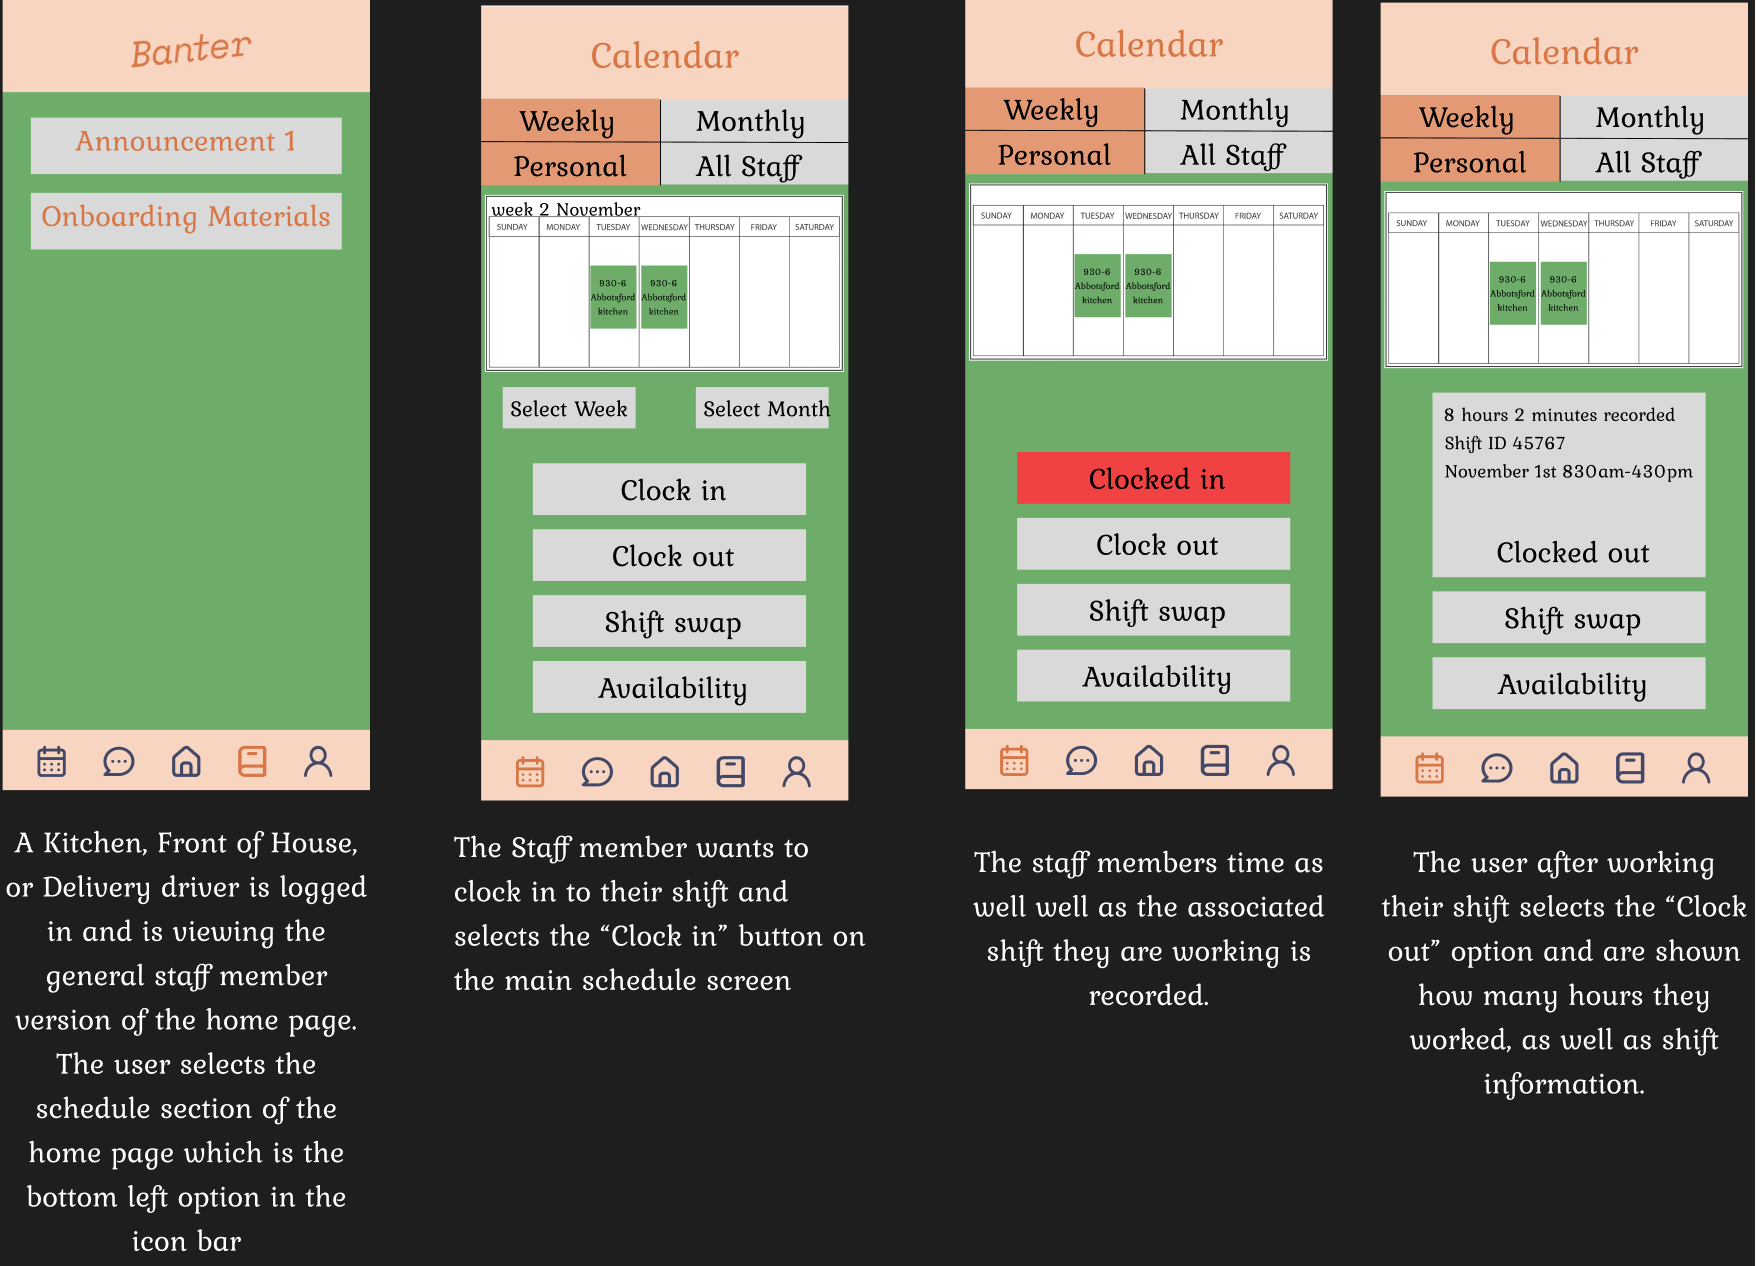 Banter
Announcement 1
Onboarding Materials
A Kitchen, Front of House,
or Delivery driver is logged
in and is viewing the
general staff member
version of the home page.
The user selects the
schedule section of the
home page which is the
bottom left option in the
icon bar
Calendar
Weekly Monthly
Personal All Staff
week 2 November
SUNDAY MONDAY TUESDAY WEDNESDAY THURSDAY FRIDAY SATURDAY
930-6 930-6
Abbotsford Abbotsford
kitchen kitchen
Select Week Select Month
Clock in
Clock out
Shift swap
Availability
The Staff member wants to
clock in to their shift and
selects the “Clock in” button on
the main schedule screen
Calendar
Weekly Monthly
Personal All Staff
SUNDAY MONDAY TUESDAY WEDNESDAY THURSDAY FRIDAY SATURDAY
930-6 930-6
Abbotsford Abbotsford
kitchen kitchen
Clocked in
Clock out
Shift swap
Availability
The staff members time as
well well as the associated
shift they are working is
recorded.
Calendar
Weekly Monthly
Personal All Staff
SUNDAY MONDAY TUESDAY WEDNESDAY THURSDAY FRIDAY SATURDAY
930-6 930-6
Abbotsford Abbotsford
kitchen kitchen
8 hours 2 minutes recorded
Shift ID 45767
November 1st 830am-430pm
Clocked out
Shift swap
Availability
The user after working
their shift selects the “Clock
out” option and are shown
how many hours they
worked, as well as shift
information.